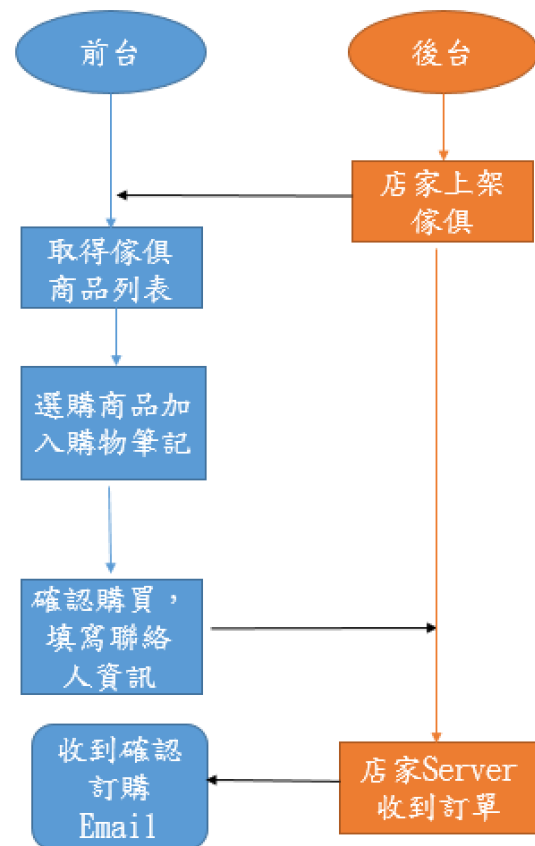 前台
後台
店家上架
傢俱
取得傢俱
商品列表
選購商品加
入購物筆記
確認購買，
填寫聯絡
人資訊
收到確認
訂購
Email
店家Server
收到訂單